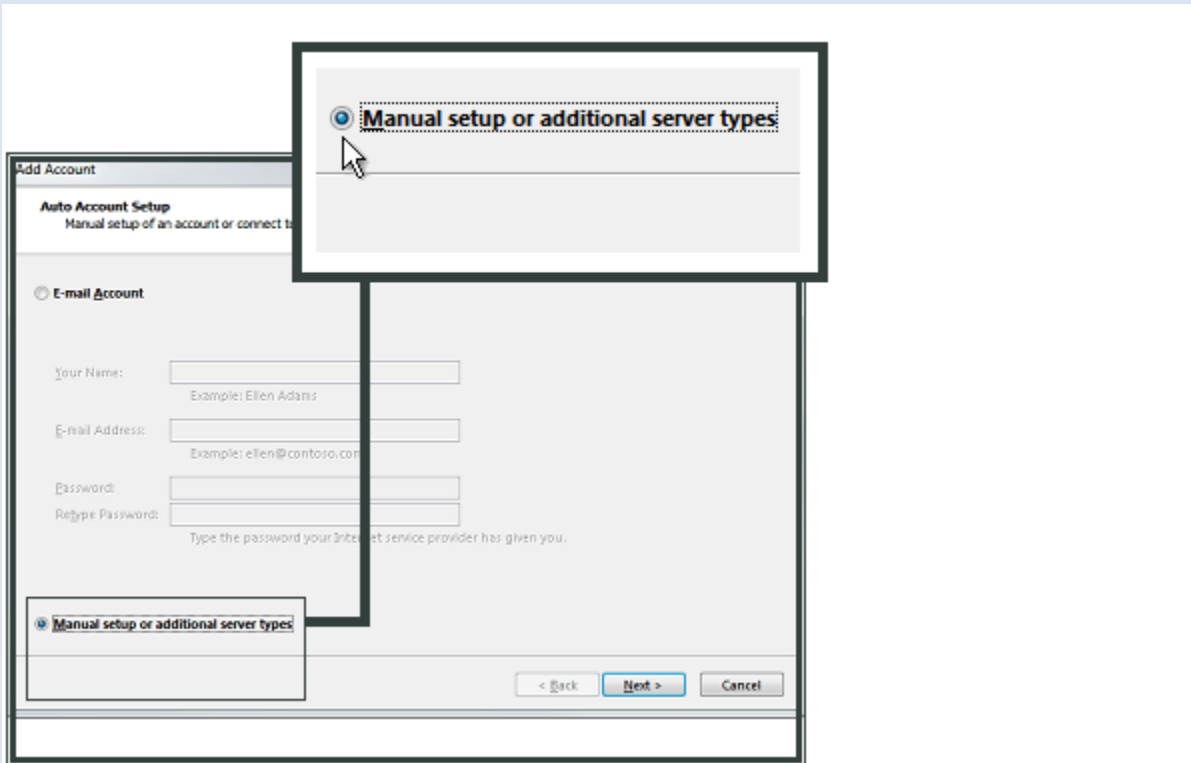 Manual setup or additional server types
Add Account
Auto Account Setup
Manual setup of an account or connect
E-mail Account
Your Name:
Example: Ellen Adams
E-mail Address:
Example: ellen@contoso.com
Password:
Retype Password:
Type the password your Internet service provider has given you.
Manual setup or additional server types
< Back
Next >
Cancel